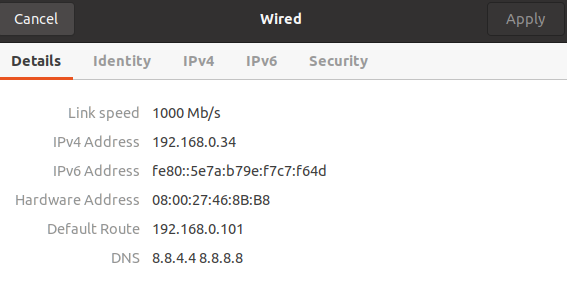 Cancel Wired Apply
Details Identity IPv4 IPv6 Security
Link speed 1000 Mb/s
IPv4 Address 192.168.0.34
IPv6 Address fe80::5e7a:b79e:f7c7:f64d
Hardware Address 08:00:27:46:8B:B8
Default Route 192.168.0.101
DNS 8.8.4.4 8.8.8.8